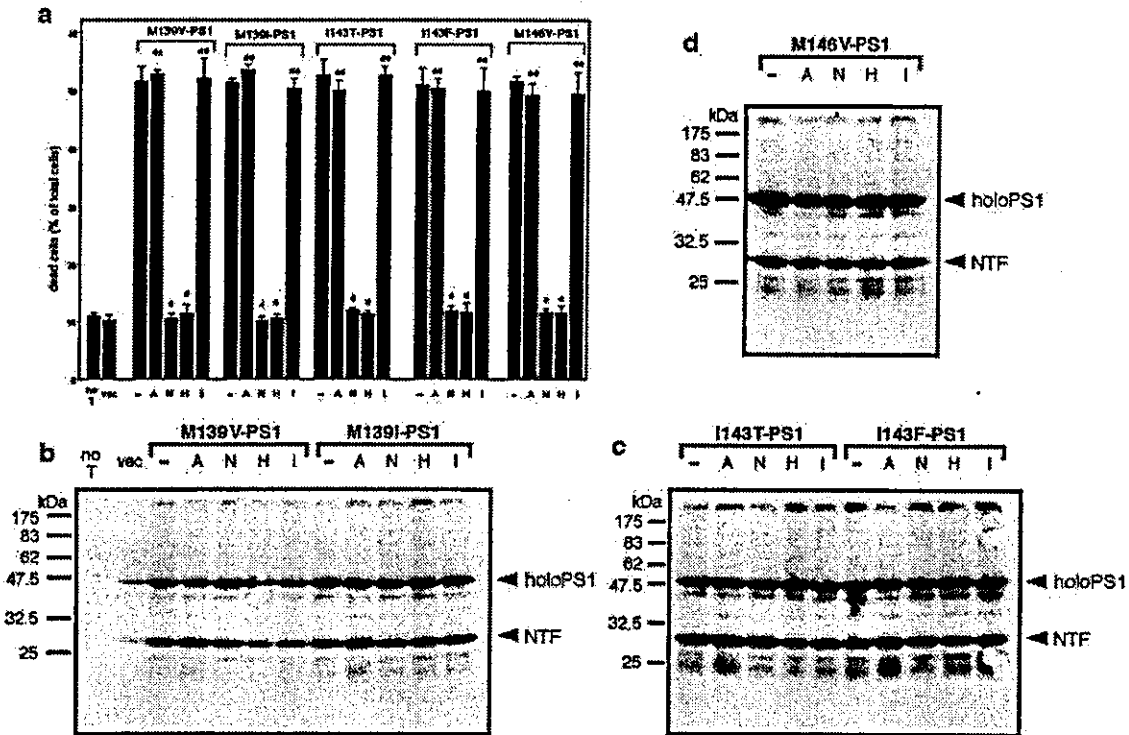 a
M139V-PS1 M139I-PS1 I143T-PS1 I143F-PS1 M146V-PS1
dead cells (% of total cells)
no T vec - A N H I - A N H I - A N H I - A N H I - A N H I
d
M146V-PS1
- A N H I
kDa
175
83
62
47.5
32.5
25
holoPS1
NTF
b
M139V-PS1 M139I-PS1
no T vec. - A N H I - A N H I
kDa
175
83
62
47.5
32.5
25
holoPS1
NTF
c
I143T-PS1 I143F-PS1
- A N H I - A N H I
kDa
175
83
62
47.5
32.5
25
holoPS1
NTF